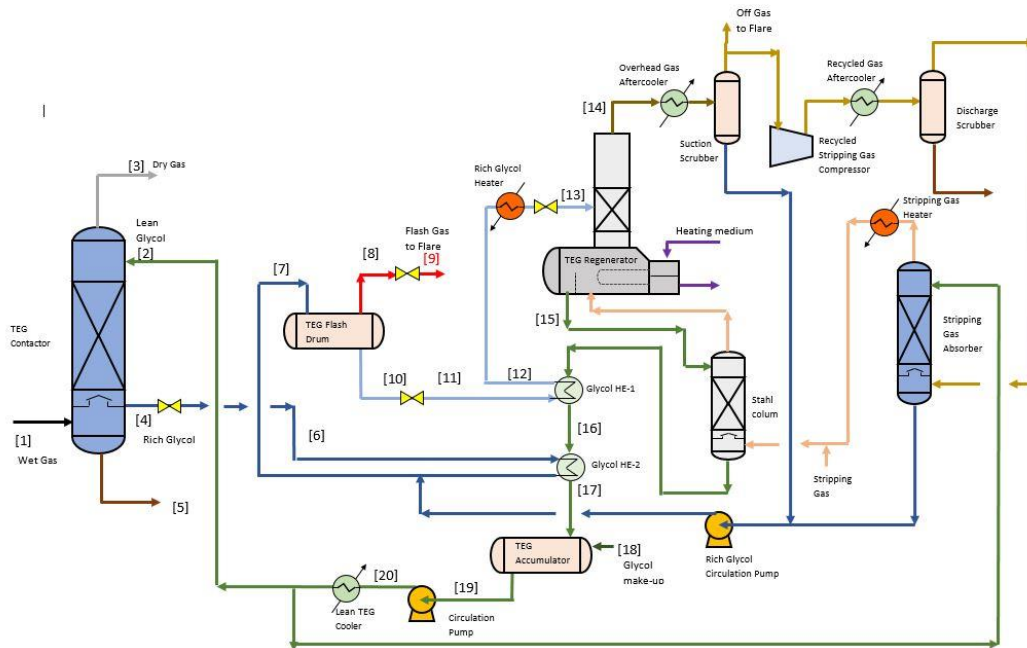 Off Gas
to Flare
Overhead Gas
Aftercooler
Recycled Gas
Aftercooler
[14]
Suction
Scrubber
Recycled
Stripping Gas
Compressor
Discharge
Scrubber
[3]
Dry Gas
Rich Glycol
Heater
[13]
Stripping Gas
Heater
Lean
Glycol
[2]
Flash Gas
to Flare
[7]
[8]
[9]
Heating medium
TEG Regenerator
TEG
Contactor
TEG Flash
Drum
[15]
Stripping
Gas
Absorber
[10]
[11]
[12]
Glycol HE-1
Stahl
colum
[4]
Rich Glycol
[6]
[16]
[1]
Wet Gas
Glycol HE-2
Stripping
Gas
[5]
[17]
TEG
Accumulator
[18]
Glycol
make-up
Rich Glycol
Circulation Pump
[20]
[19]
Lean TEG
Cooler
Circulation
Pump